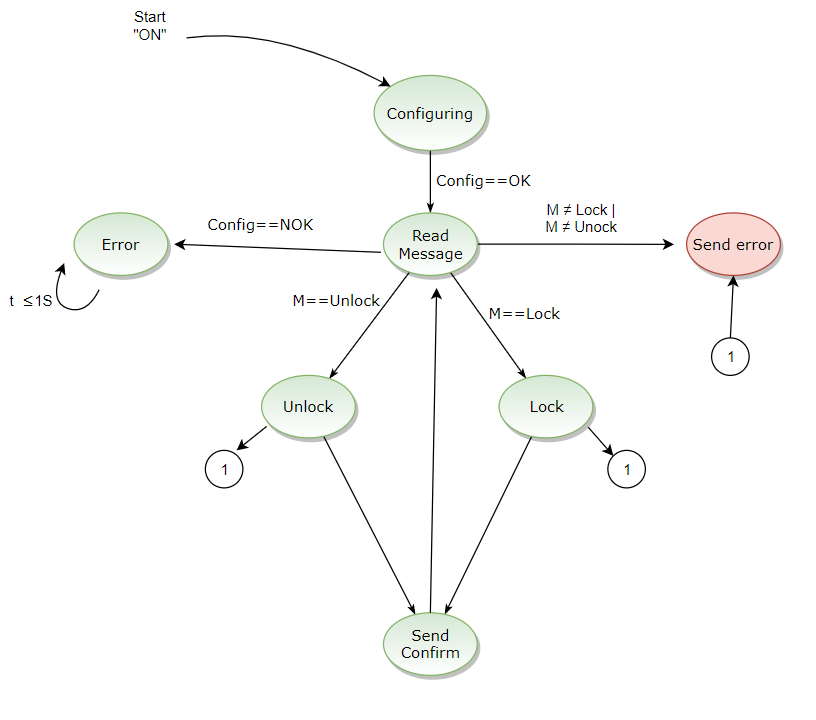 Start
"ON"
Configuring
Config==OK
M ≠ Lock |
M ≠ Unock
Config==NOK
Read
Message
Error
Send error
t ≤1S
M==Unlock
M==Lock
1
Unlock
Lock
1
1
Send
Confirm